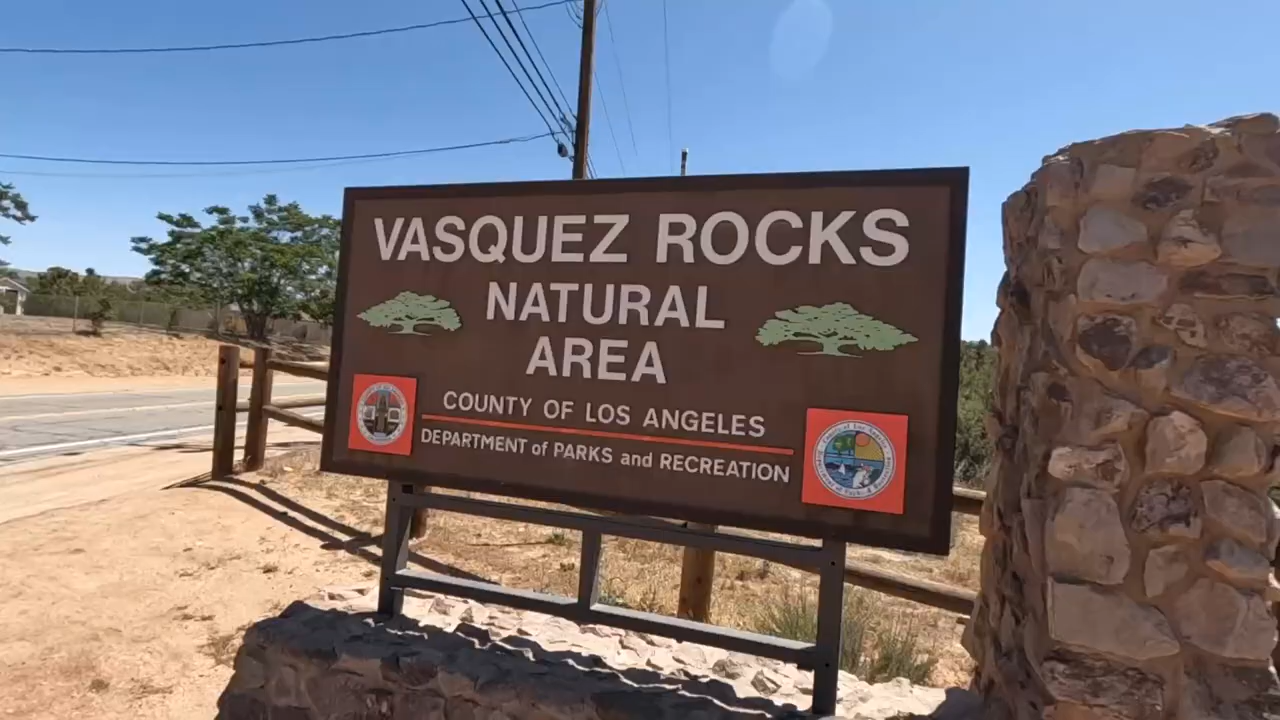 VASQUEZ ROCKS
NATURAL
AREA
COUNTY OF LOS ANGELES
DEPARTMENT of PARKS and RECREATION